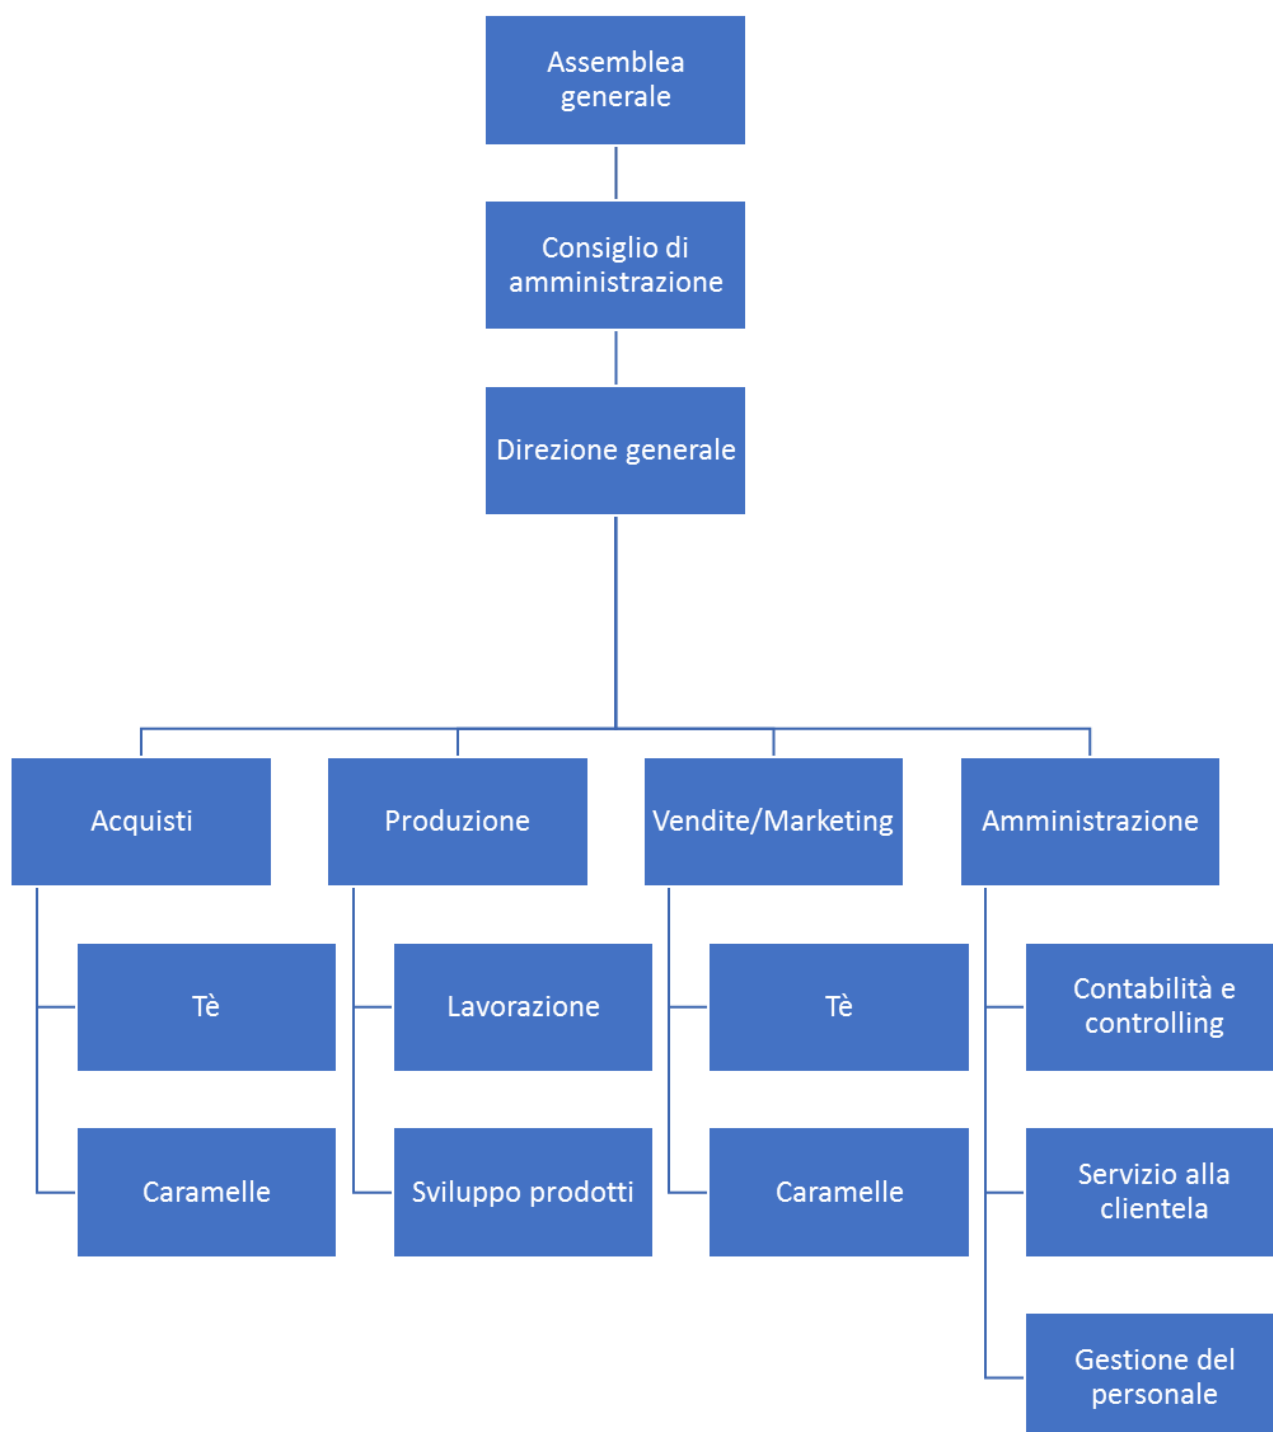 Assemblea
generale
Consiglio di
amministrazione
Direzione generale
Acquisti
Produzione
Vendite/Marketing
Amministrazione
Tè
Lavorazione
Tè
Contabilità e
controlling
Caramelle
Sviluppo prodotti
Caramelle
Servizio alla
clientela
Gestione del
personale